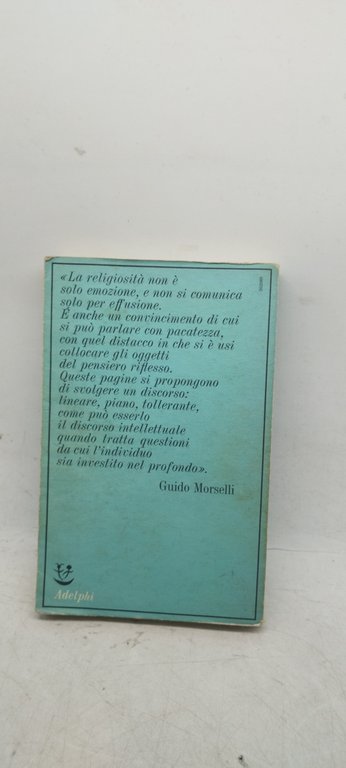 «La religiosità non è
solo emozione, e non si comunica
solo per effusione.
È anche un convincimento di cui
si può parlare con pacatezza,
con quel distacco in che si è usi
collocare gli oggetti
del pensiero riflesso.
Queste pagine si propongono
di svolgere un discorso:
lineare, piano, tollerante,
come può esserlo
il discorso intellettuale
quando tratta questioni
da cui l'individuo
sia investito nel profondo».
Guido Morselli
Adelphi